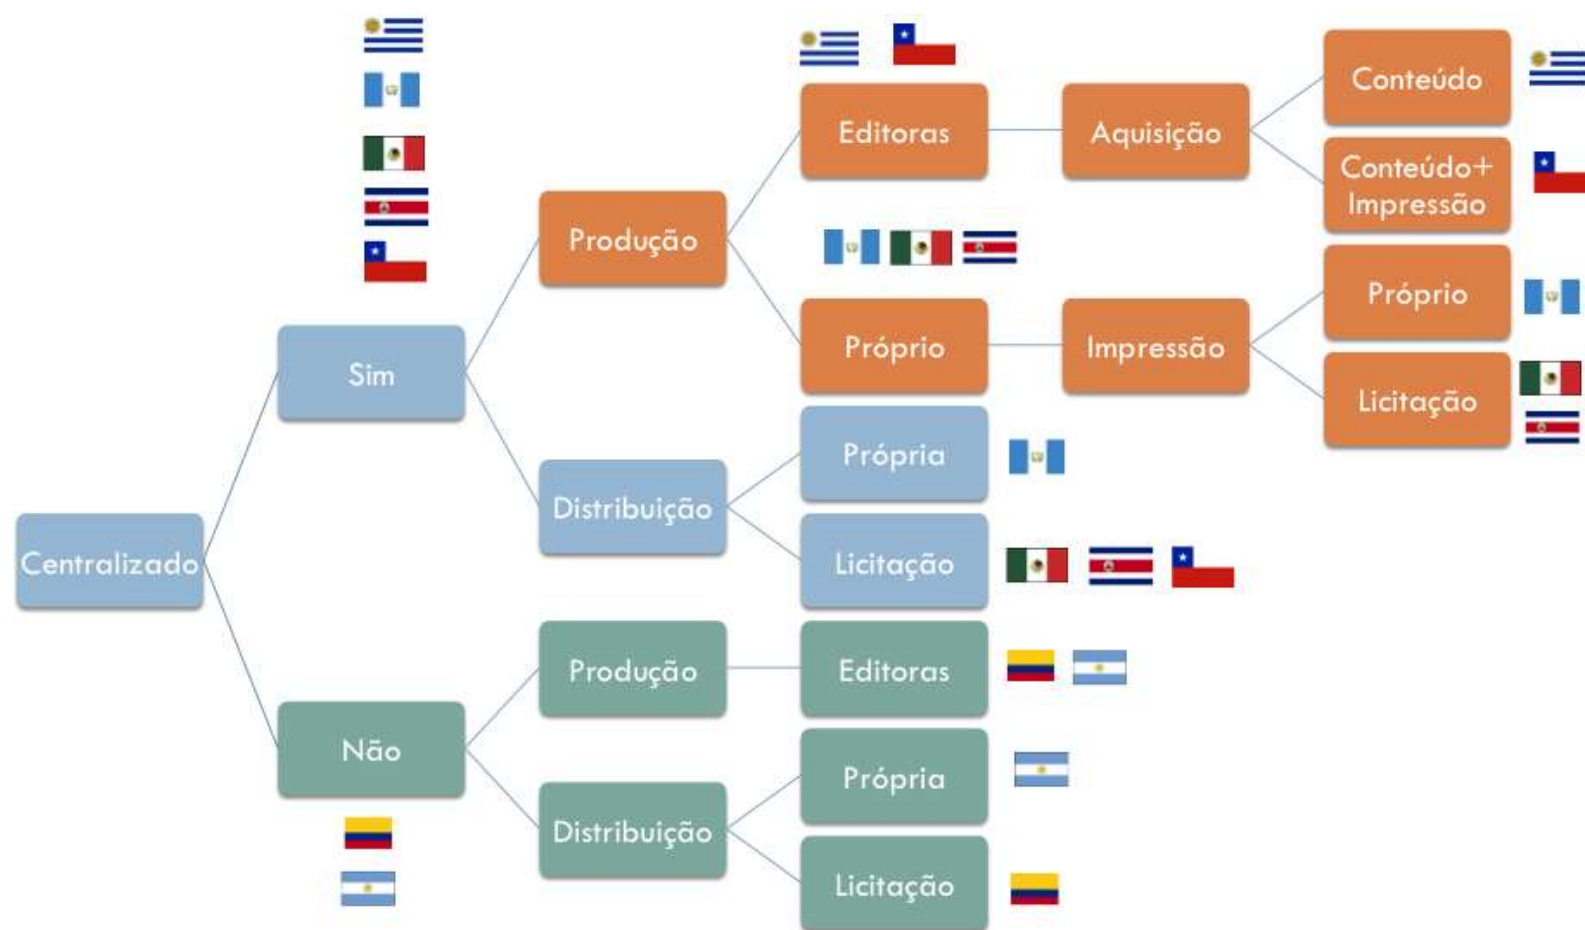 Centralizado
Sim
Produção
Editoras
Aquisição
Conteúdo
Conteúdo+
Impressão
Próprio
Impressão
Próprio
Licitação
Distribuição
Própria
Licitação
Não
Produção
Editoras
Distribuição
Própria
Licitação